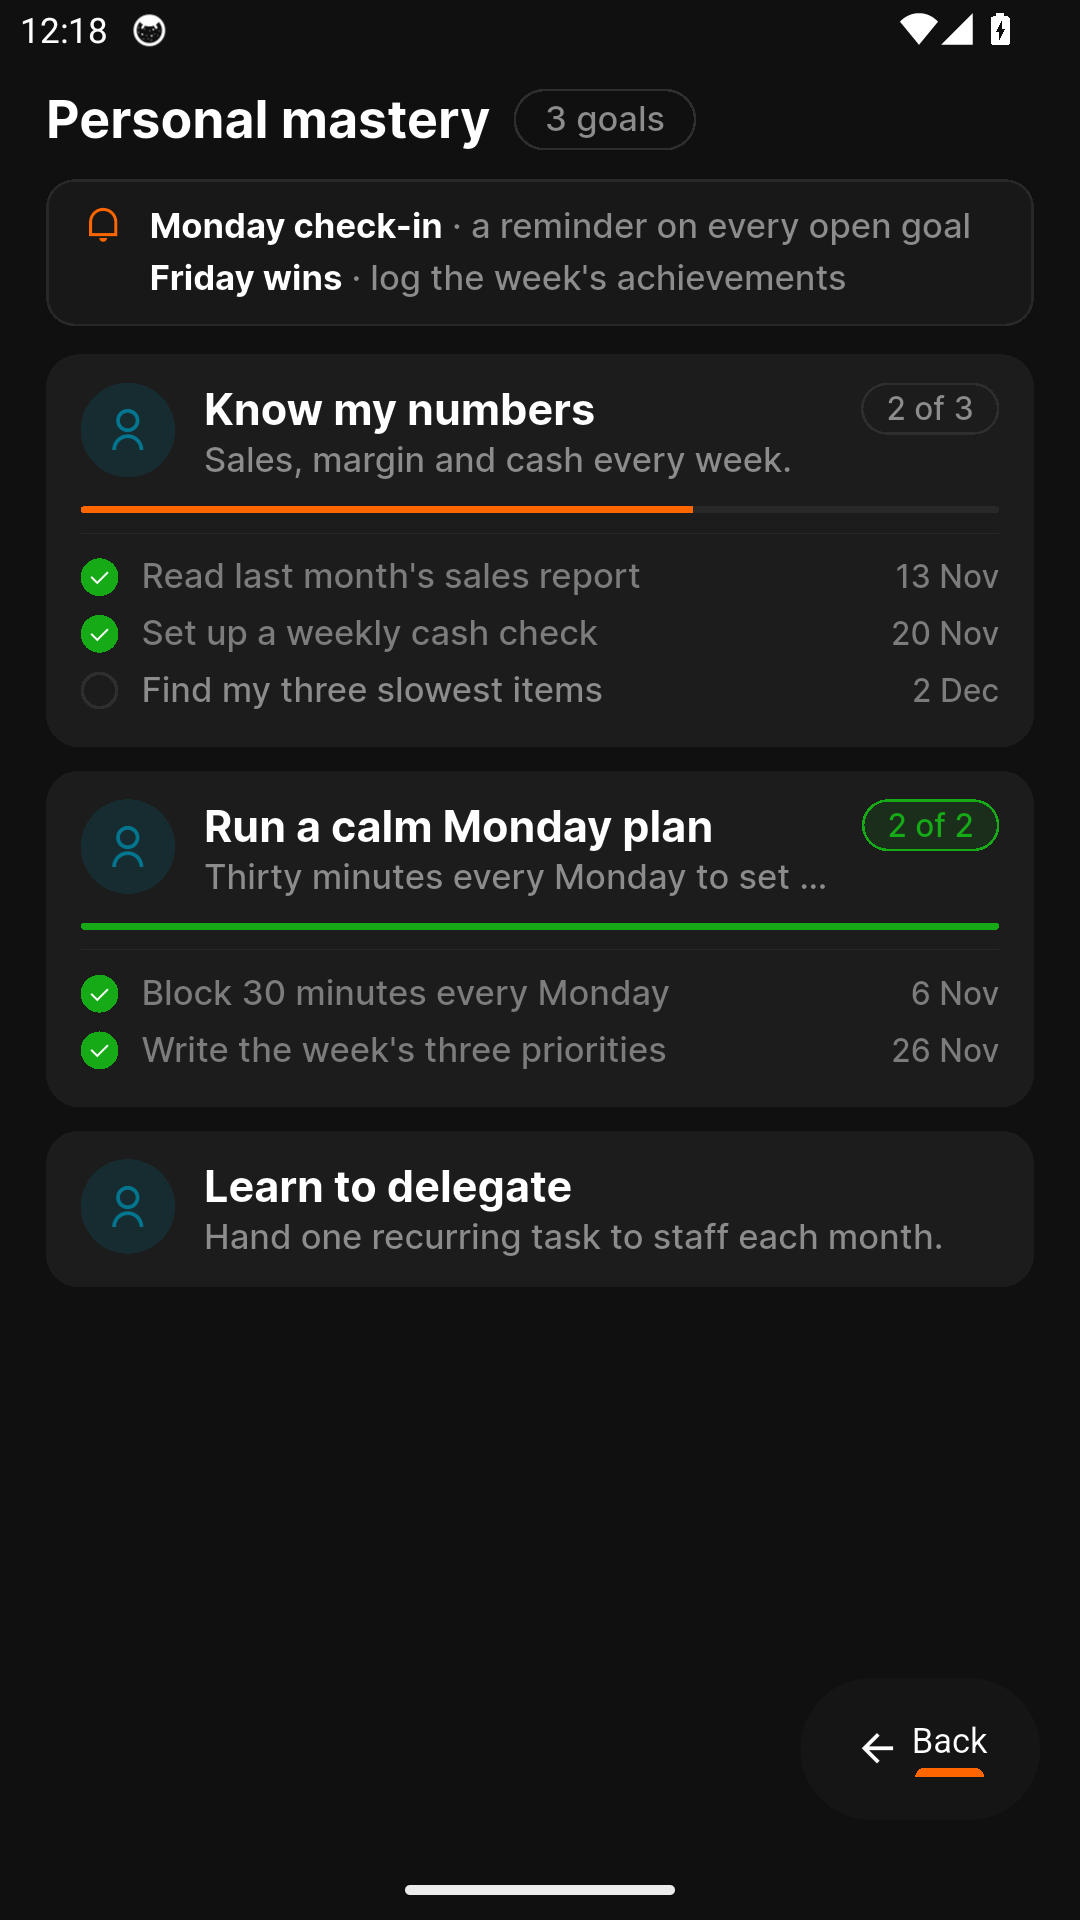 12:18
Personal mastery
3 goals
Monday check-in · a reminder on every open goal
Friday wins · log the week's achievements
Know my numbers
2 of 3
Sales, margin and cash every week.
Read last month's sales report
13 Nov
Set up a weekly cash check
20 Nov
Find my three slowest items
2 Dec
Run a calm Monday plan
2 of 2
Thirty minutes every Monday to set ...
Block 30 minutes every Monday
6 Nov
Write the week's three priorities
26 Nov
Learn to delegate
Hand one recurring task to staff each month.
Back